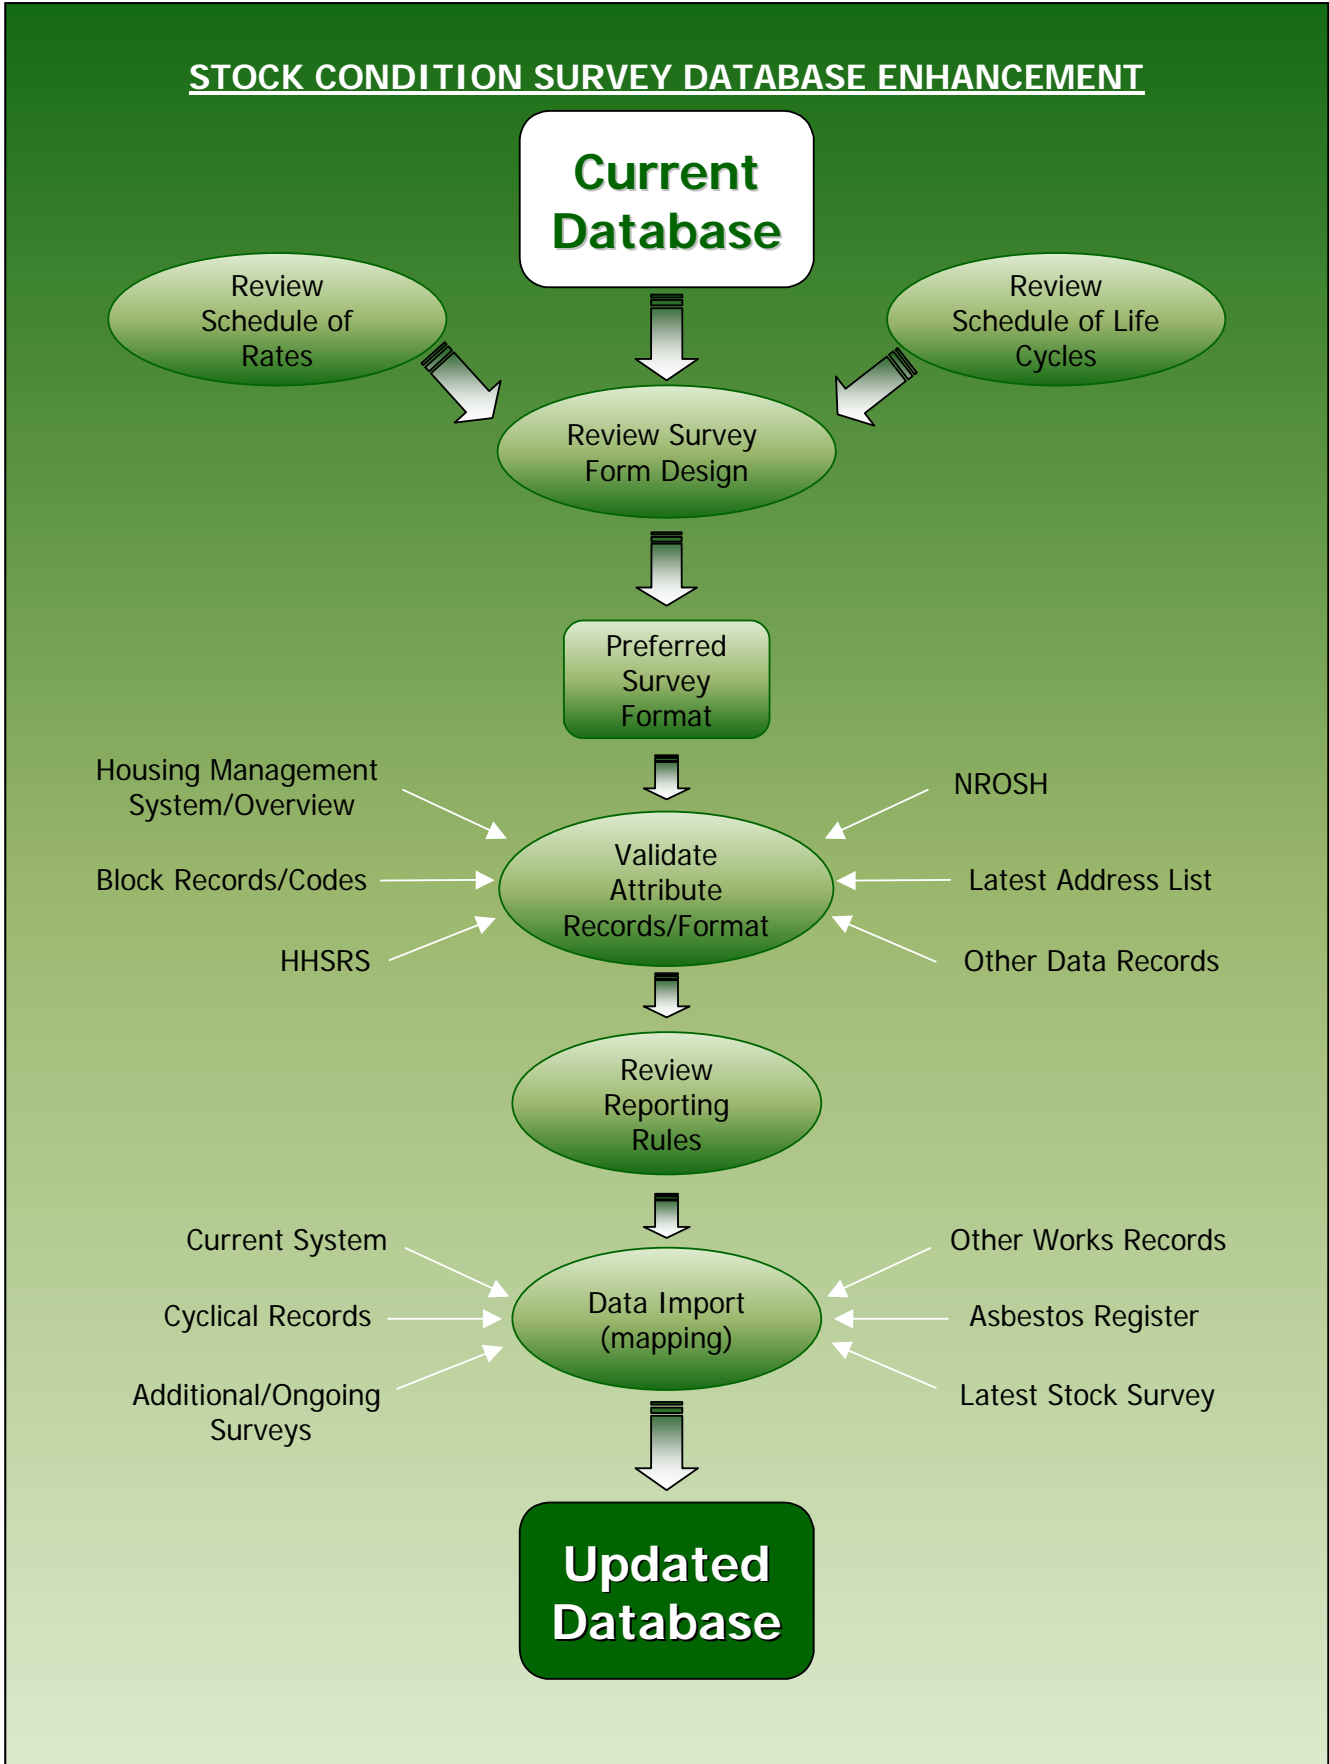 STOCK CONDITION SURVEY DATABASE ENHANCEMENT
Current
Database
Review
Schedule of
Rates
Review
Schedule of Life
Cycles
Review Survey
Form Design
Preferred
Survey
Format
Housing Management
System/Overview
NROSH
Validate
Attribute
Records/Format
Block Records/Codes
Latest Address List
HHSRS
Other Data Records
Review
Reporting
Rules
Current System
Other Works Records
Data Import
(mapping)
Cyclical Records
Asbestos Register
Additional/Ongoing
Surveys
Latest Stock Survey
Updated
Database